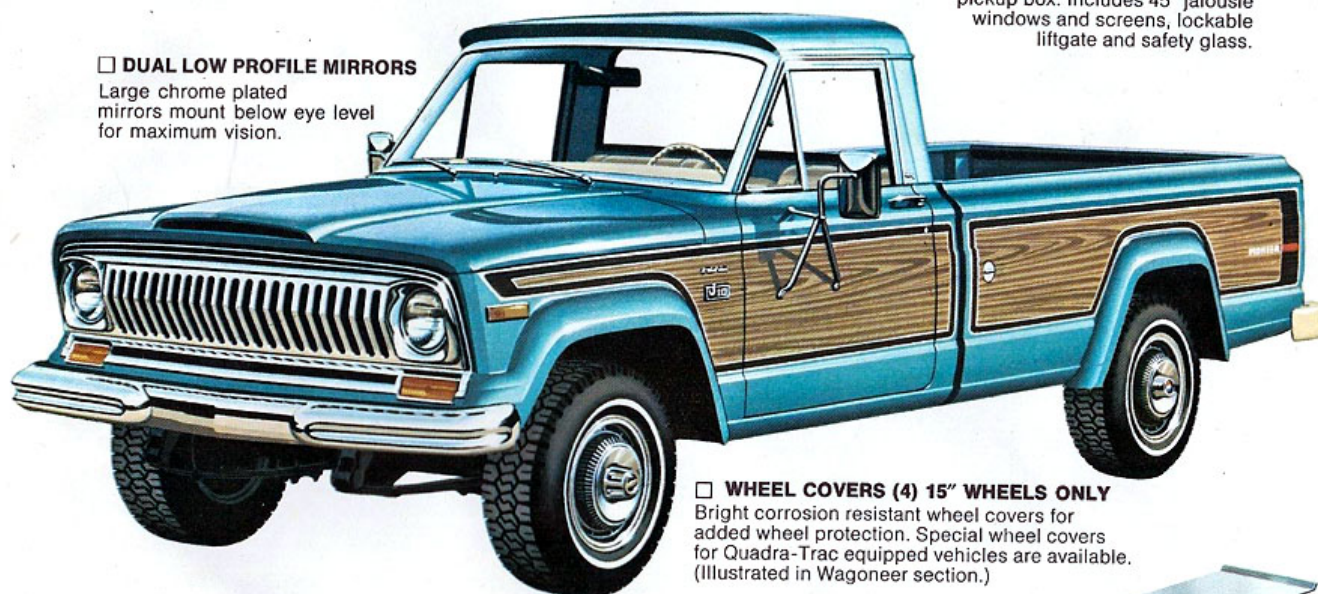 pickup box. Includes 45" jalousie
windows and screens, lockable
liftgate and safety glass.
☐ DUAL LOW PROFILE MIRRORS
Large chrome plated
mirrors mount below eye level
for maximum vision.
J10
PIONEER
☐ WHEEL COVERS (4) 15″ WHEELS ONLY
Bright corrosion resistant wheel covers for
added wheel protection. Special wheel covers
for Quadra-Trac equipped vehicles are available.
(Illustrated in Wagoneer section.)